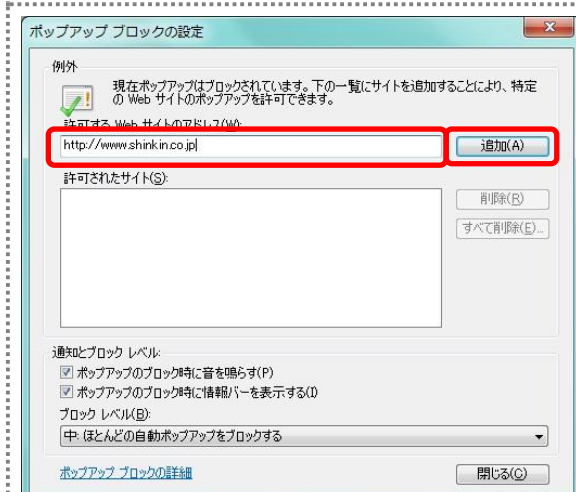 ポップアップ ブロックの設定
例外
現在ポップアップはブロックされています。下の一覧にサイトを追加することにより、特定
の Web サイトのポップアップを許可できます。
許可する Web サイトのアドレス(W):
http://www.shinkin.co.jp
追加(A)
許可されたサイト(S):
削除(R)
すべて削除(E)...
通知とブロック レベル:
ポップアップのブロック時に音を鳴らす(P)
ポップアップのブロック時に情報バーを表示する(I)
ブロック レベル(B):
中: ほとんどの自動ポップアップをブロックする
ポップアップ ブロックの詳細
閉じる(C)